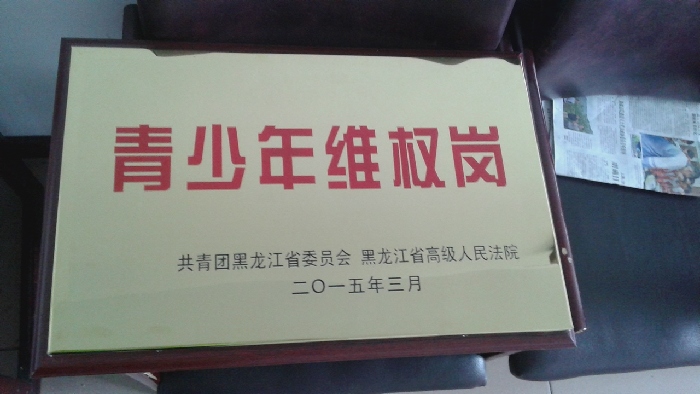 青少年维权岗
共青团黑龙江省委员会 黑龙江省高级人民法院
二〇一五年三月